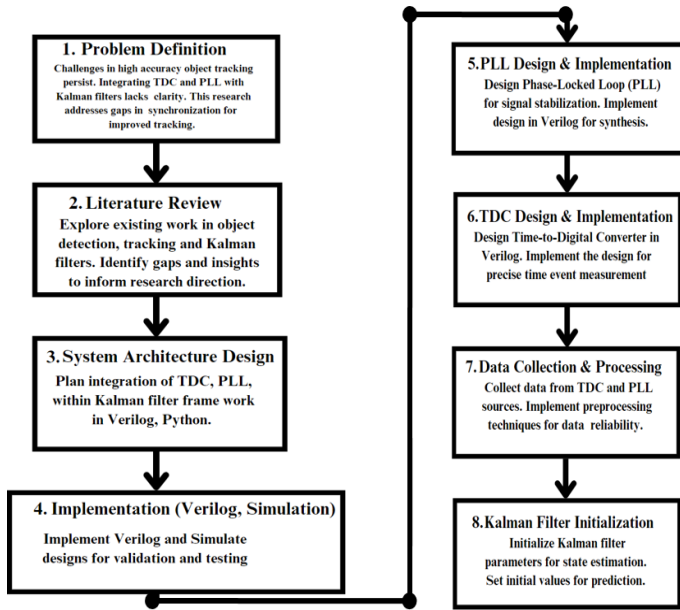 1. Problem Definition
Challenges in high accuracy object tracking
persist. Integrating TDC and PLL with
Kalman filters lacks clarity. This research
addresses gaps in synchronization for
improved tracking.
2. Literature Review
Explore existing work in object
detection, tracking and Kalman
filters. Identify gaps and insights
to inform research direction.
3. System Architecture Design
Plan integration of TDC, PLL,
within Kalman filter frame work
in Verilog, Python.
4. Implementation (Verilog, Simulation)
Implement Verilog and Simulate
designs for validation and testing
5. PLL Design & Implementation
Design Phase-Locked Loop (PLL)
for signal stabilization. Implement
design in Verilog for synthesis.
6. TDC Design & Implementation
Design Time-to-Digital Converter in
Verilog. Implement the design for
precise time event measurement
7. Data Collection & Processing
Collect data from TDC and PLL
sources. Implement preprocessing
techniques for data reliability.
8. Kalman Filter Initialization
Initialize Kalman filter
parameters for state estimation.
Set initial values for prediction.